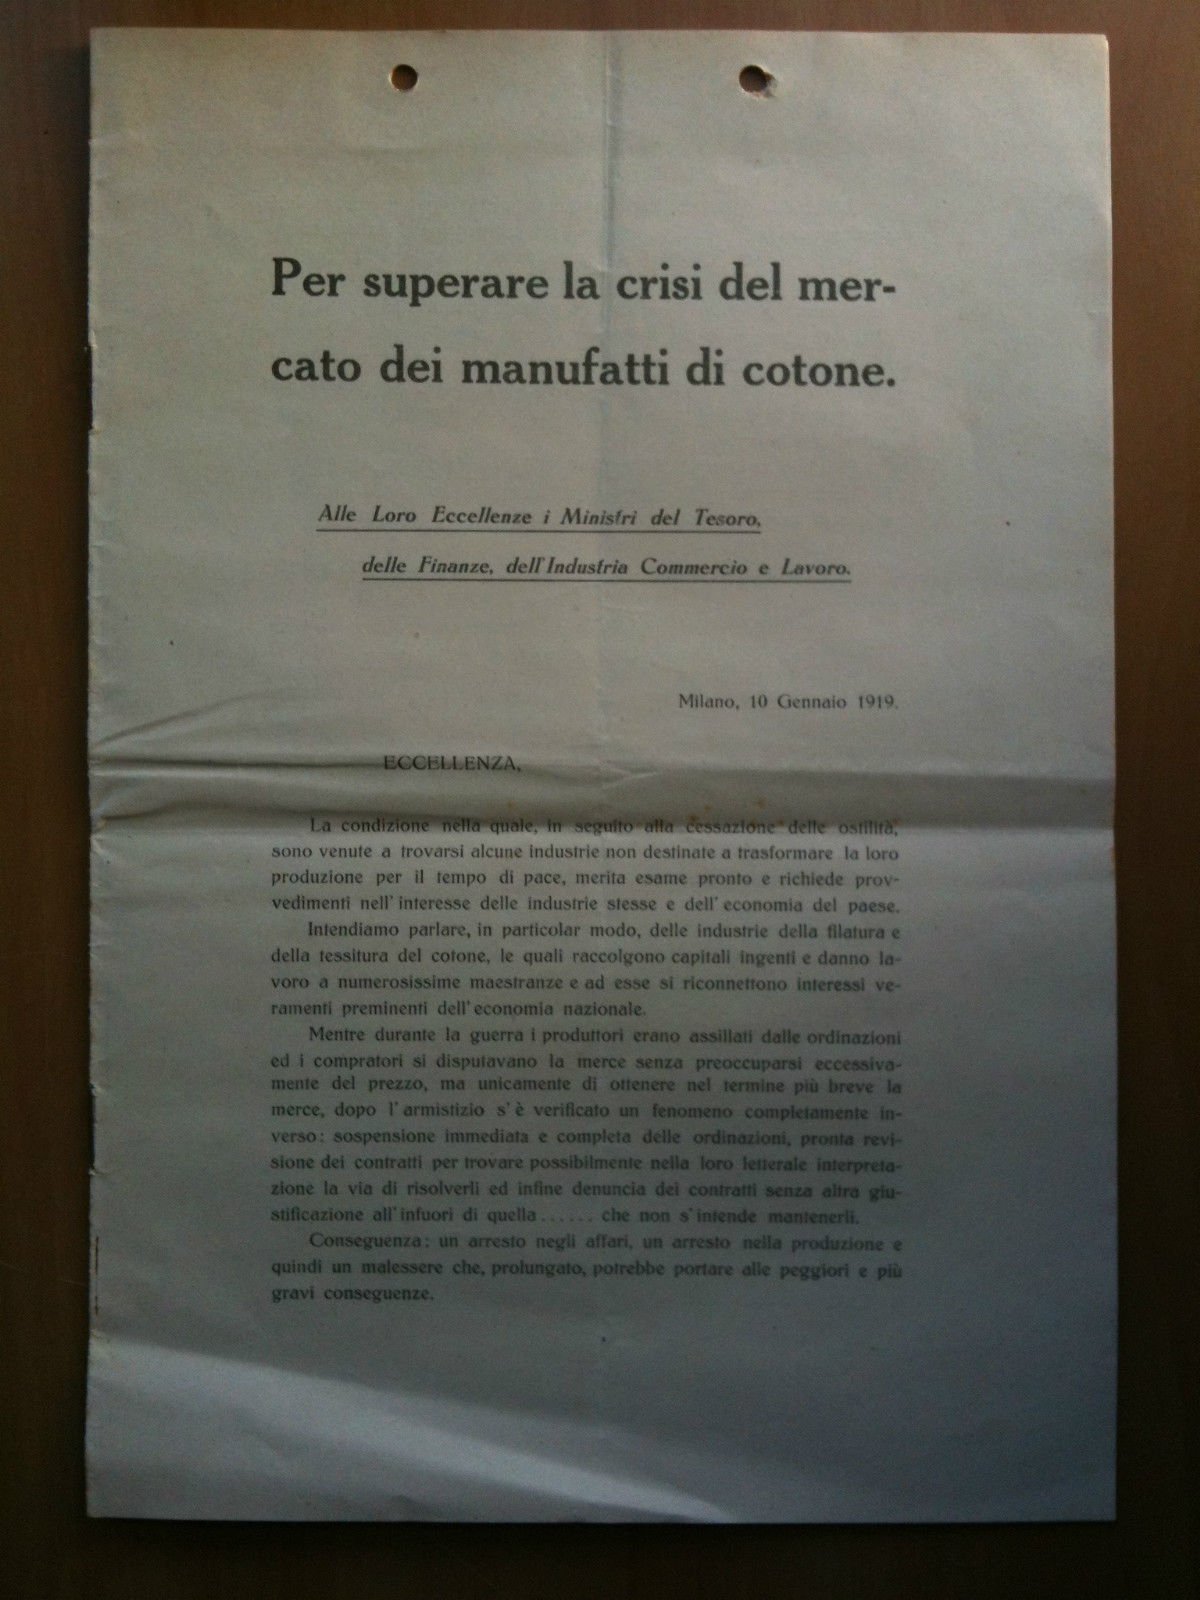 Per superare la crisi del mer-
cato dei manufatti di cotone.
Alle Loro Eccellenze i Ministri del Tesoro,
delle Finanze, dell'Industria Commercio e Lavoro.
Milano, 10 Gennaio 1919.
ECCELLENZA,
La condizione nella quale, in seguito alla cessazione delle ostilità,
sono venute a trovarsi alcune industrie non destinate a trasformare la loro
produzione per il tempo di pace, merita esame pronto e richiede prov-
vedimenti nell' interesse delle industrie stesse e dell' economia del paese.
Intendiamo parlare, in particolar modo, delle industrie della filatura e
della tessitura del cotone, le quali raccolgono capitali ingenti e danno la-
voro a numerosissime maestranze e ad esse si riconnettono interessi ve-
ramenti preminenti dell' economia nazionale.
Mentre durante la guerra i produttori erano assillati dalle ordinazioni
ed i compratori si disputavano la merce senza preoccuparsi eccessiva-
mente del prezzo, ma unicamente di ottenere nel termine più breve la
merce, dopo l' armistizio s' è verificato un fenomeno completamente in-
verso: sospensione immediata e completa delle ordinazioni, pronta revi-
sione dei contratti per trovare possibilmente nella loro letterale interpreta-
zione la via di risolverli ed infine denuncia dei contratti senza altra giu-
stificazione all' infuori di quella ...... che non s' intende mantenerli.
Conseguenza: un arresto negli affari, un arresto nella produzione e
quindi un malessere che, prolungato, potrebbe portare alle peggiori e più
gravi conseguenze.